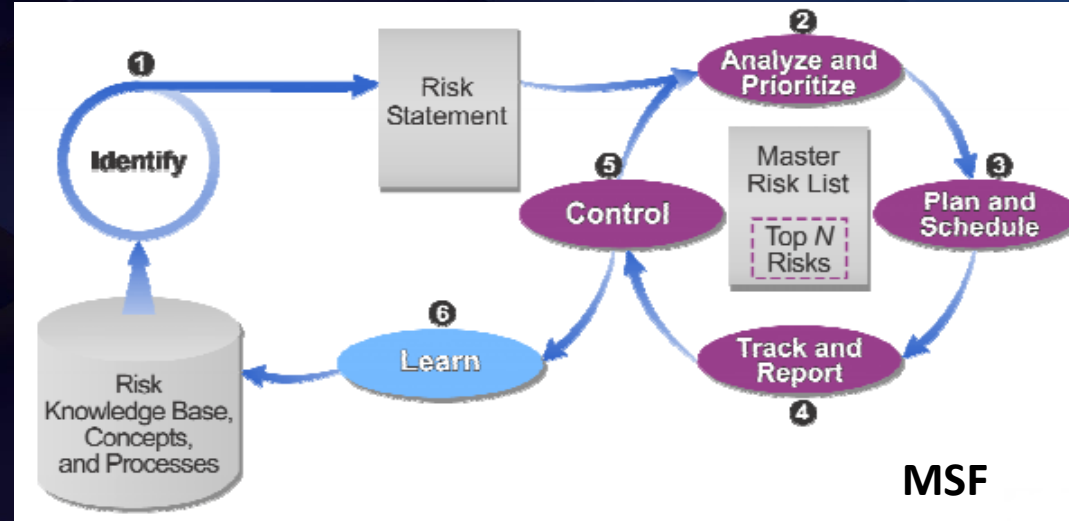 1
Identify
Risk
Statement
2
Analyze and
Prioritize
3
Plan and
Schedule
Master
Risk List
Top N
Risks
5
Control
4
Track and
Report
6
Learn
Risk
Knowledge Base,
Concepts,
and Processes
MSF